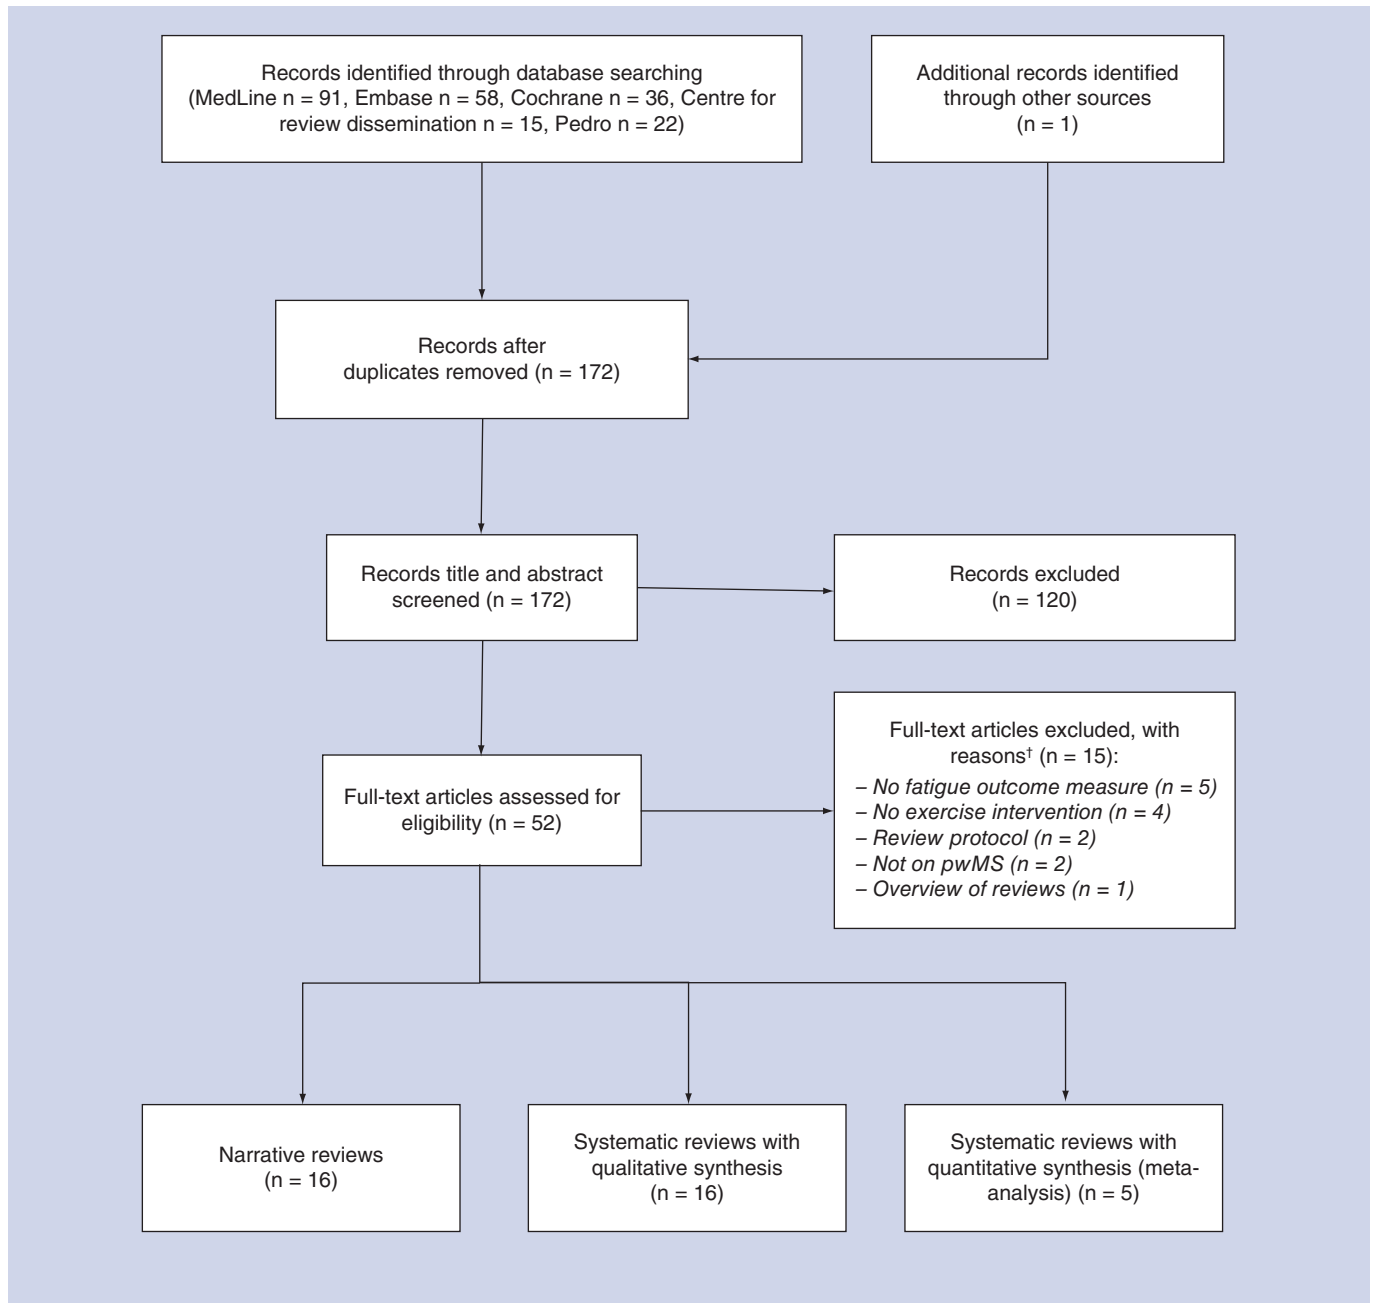 Records identified through database searching
(MedLine n = 91, Embase n = 58, Cochrane n = 36, Centre for
review dissemination n = 15, Pedro n = 22)
Additional records identified
through other sources
(n = 1)
Records after
duplicates removed (n = 172)
Records title and abstract
screened (n = 172)
Records excluded
(n = 120)
Full-text articles assessed for
eligibility (n = 52)
Full-text articles excluded, with
reasons† (n = 15):
– No fatigue outcome measure (n = 5)
– No exercise intervention (n = 4)
– Review protocol (n = 2)
– Not on pwMS (n = 2)
– Overview of reviews (n = 1)
Narrative reviews
(n = 16)
Systematic reviews with
qualitative synthesis
(n = 16)
Systematic reviews with
quantitative synthesis (meta-
analysis) (n = 5)